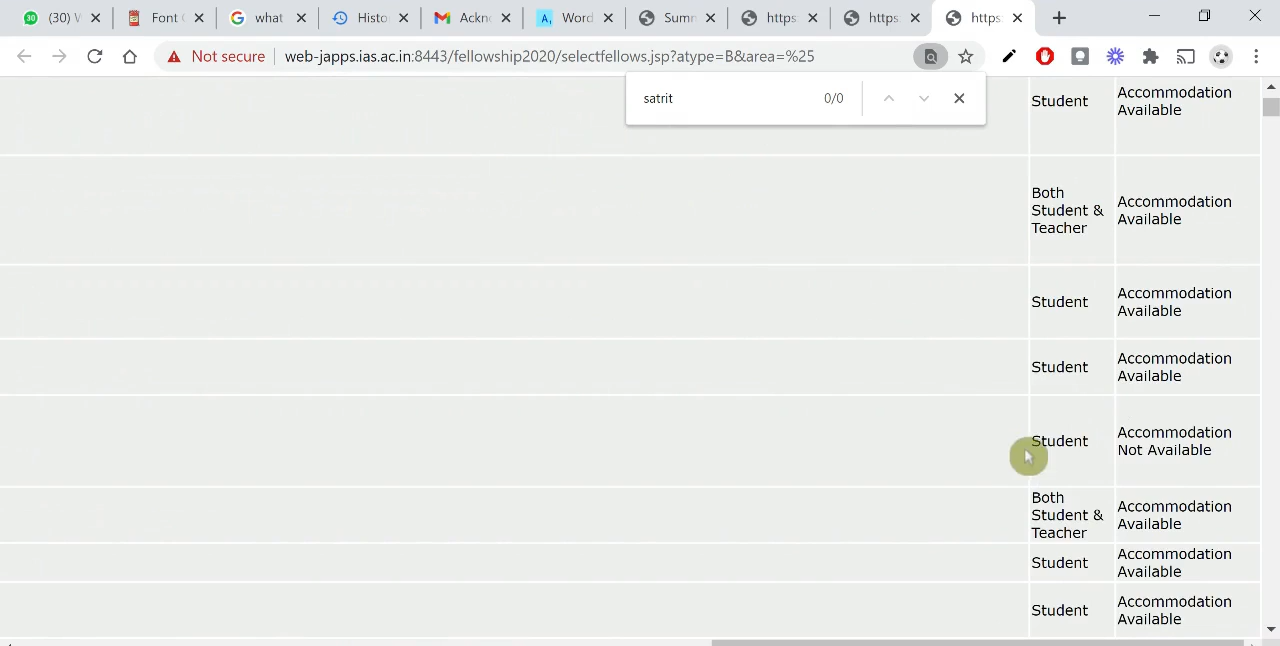 (30) V
Font
what
Histo
Ackn
Word
Sumr
https
https
https:
Not secure
web-japps.ias.ac.in:8443/fellowship2020/selectfellows.jsp?atype=B&area=%25
satrit
0/0
Student
Accommodation
Available
Both
Student &
Teacher
Accommodation
Available
Student
Accommodation
Available
Student
Accommodation
Available
Student
Accommodation
Not Available
Both
Student &
Teacher
Accommodation
Available
Student
Accommodation
Available
Student
Accommodation
Available